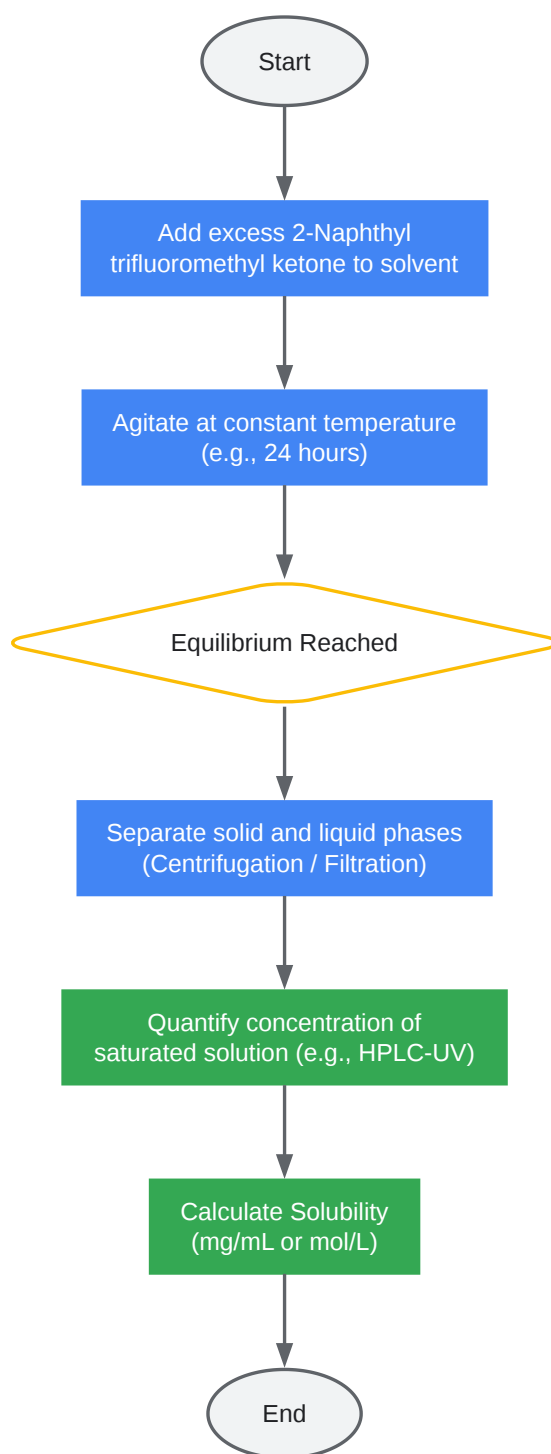 Start
Add excess 2-Naphthyl
trifluoromethyl ketone to solvent
Agitate at constant temperature
(e.g., 24 hours)
Equilibrium Reached
Separate solid and liquid phases
(Centrifugation / Filtration)
Quantify concentration of
saturated solution (e.g., HPLC-UV)
Calculate Solubility
(mg/mL or mol/L)
End